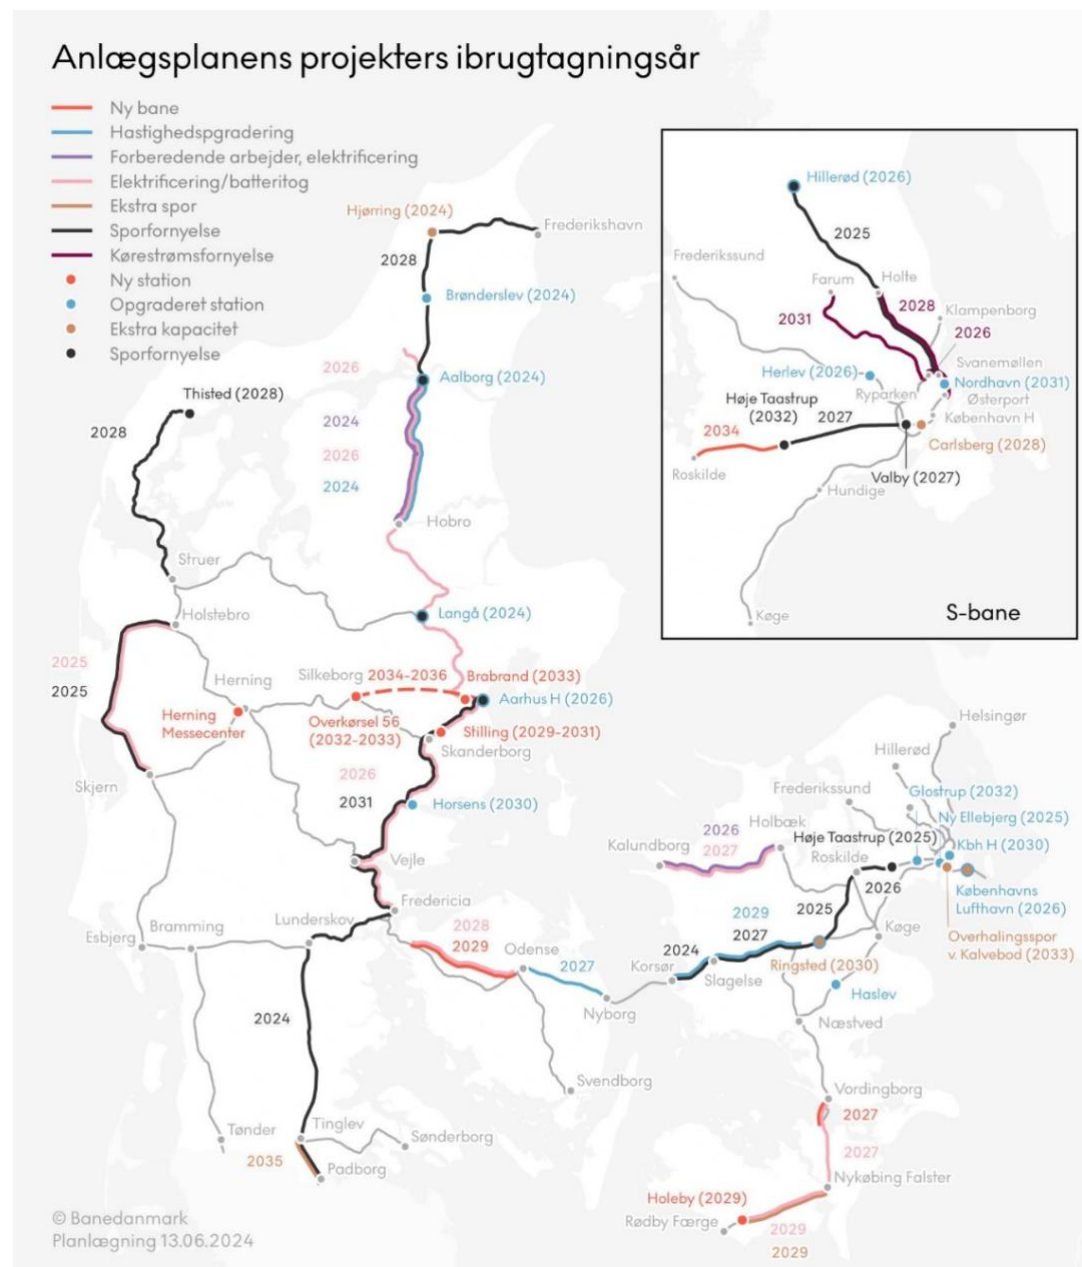 Anlægsplanens projekters ibrugtagningsår
Ny bane
Hastighedspgradering
Forberedende arbejder, elektrificering
Elektrificering/batteritog
Ekstra spor
Sporfornyelse
Kørestrømsfornyelse
Ny station
Opgraderet station
Ekstra kapacitet
Sporfornyelse
Hjørring (2024)
Frederikshavn
2028
Brønderslev (2024)
2026
Aalborg (2024)
Thisted (2028)
2028
2024
2026
2024
Hobro
Struer
Holstebro
Langå (2024)
2025
2025
Herning
Silkeborg
2034-2036
Brabrand (2033)
Aarhus H (2026)
Herning
Messecenter
Overkørsel 56
(2032-2033)
Stilling (2029-2031)
Skanderborg
Skjern
2026
2031
Horsens (2030)
Vejle
Fredericia
Lunderskov
Bramming
Esbjerg
2028
2029
Odense
2027
Nyborg
2024
Svendborg
Tønder
Tinglev
Sønderborg
2035
Padborg
© Banedanmark
Planlægning 13.06.2024
Hillerød (2026)
2025
Frederikssund
Farum
Holte
2028
Klampenborg
2031
2026
Svanemøllen
Herlev (2026)
Nordhavn (2031)
Ryparken
Østerport
Høje Taastrup
(2032)
2027
København H
2034
Carlsberg (2028)
Roskilde
Valby (2027)
Hundige
S-bane
Køge
Helsingør
Hillerød
Frederikssund
Glostrup (2032)
Ny Ellebjerg (2025)
2026
Holbæk
Høje Taastrup (2025)
Kbh H (2030)
Kalundborg
2027
Roskilde
2026
Københavns
Lufthavn (2026)
2029
2025
2027
Køge
Overhalingsspor
v. Kalvebod (2033)
2024
Korsør
Slagelse
Ringsted (2030)
Haslev
Næstved
Vordingborg
2027
2027
Nykøbing Falster
Holeby (2029)
Rødby Færge
2029
2029